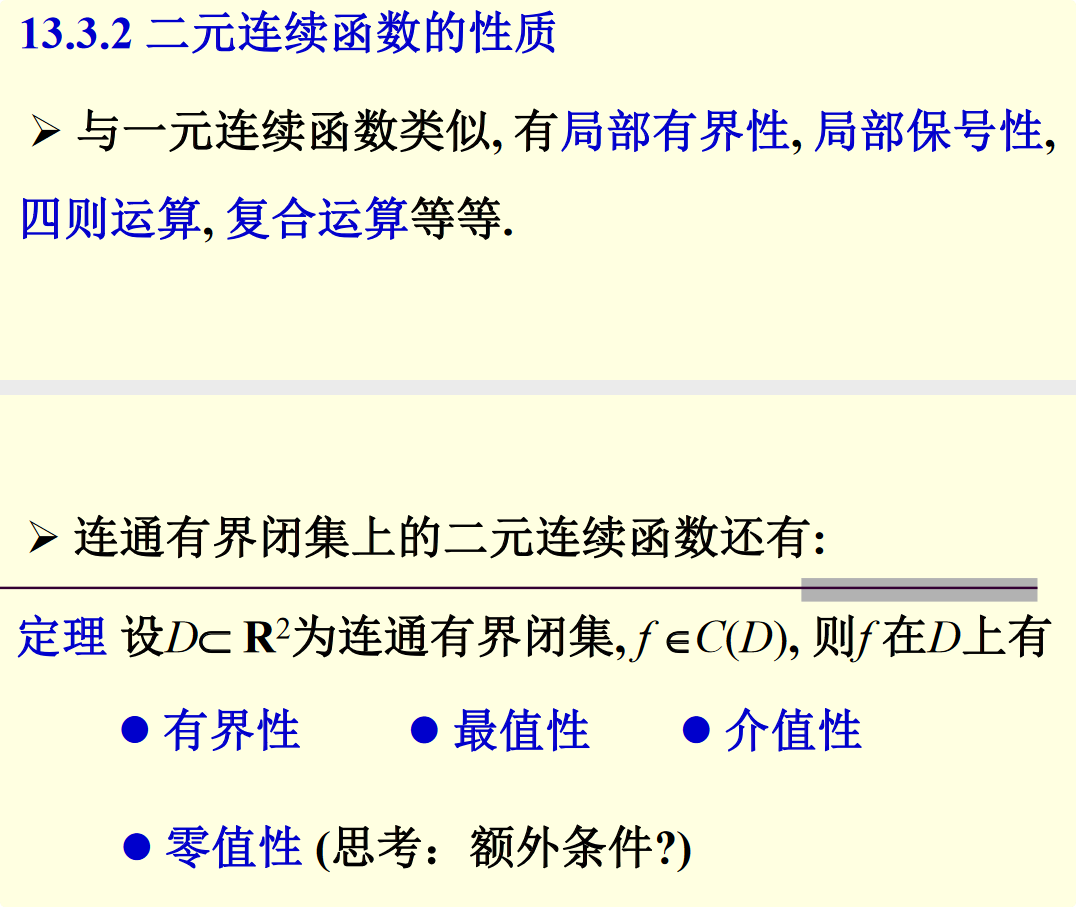 13.3.2 二元连续函数的性质
➢ 与一元连续函数类似, 有局部有界性, 局部保号性,
四则运算, 复合运算等等.
➢ 连通有界闭集上的二元连续函数还有:
定理 设D⊂ R²为连通有界闭集, f ∈C(D), 则f 在D上有
● 有界性 ● 最值性 ● 介值性
● 零值性 (思考：额外条件?)